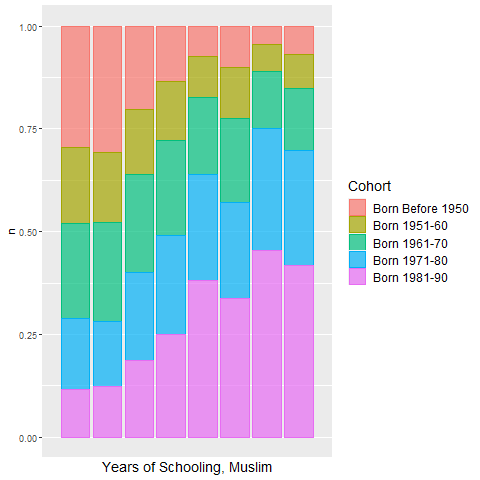 1.00
0.75
0.50
0.25
0.00
n
Years of Schooling, Muslim
Cohort
Born Before 1950
Born 1951-60
Born 1961-70
Born 1971-80
Born 1981-90